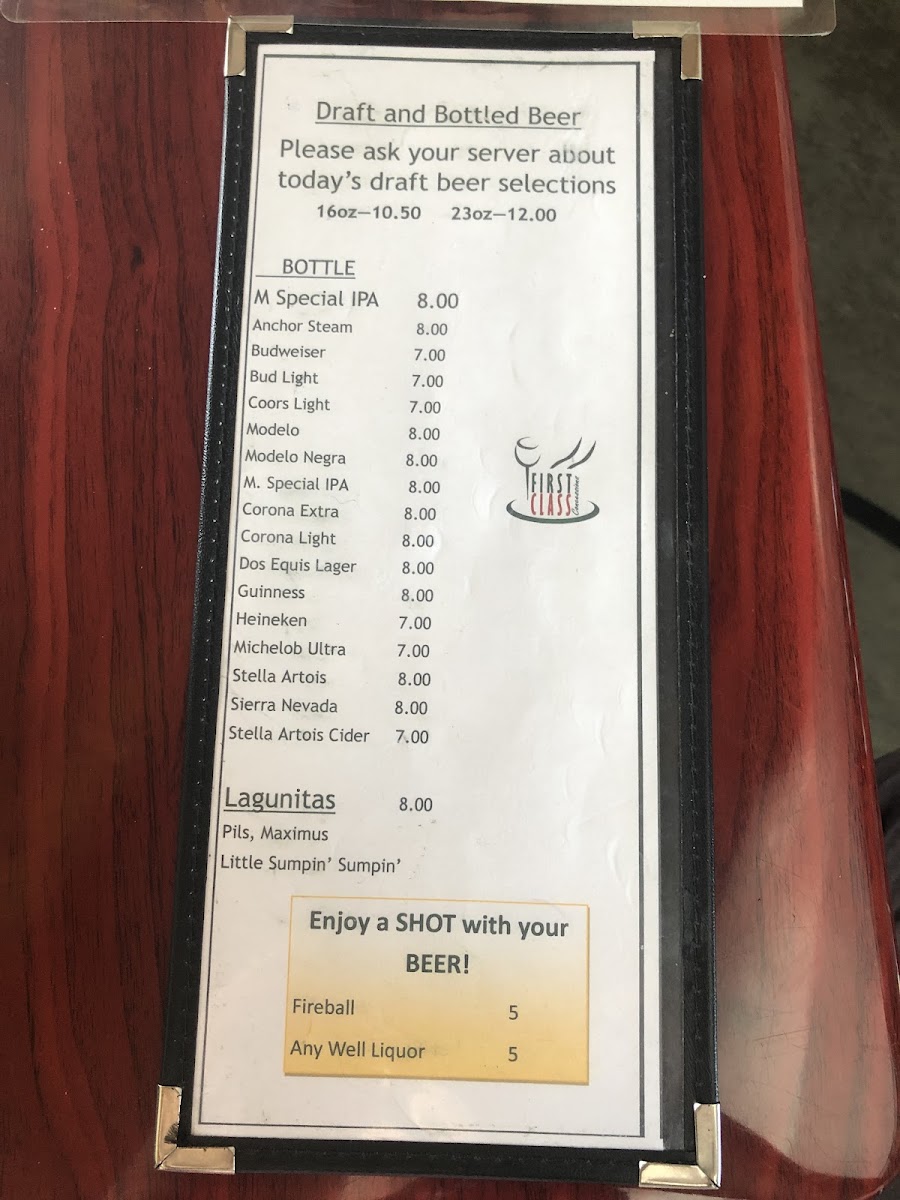 Draft and Bottled Beer
Please ask your server about
today's draft beer selections
16oz—10.50 23oz—12.00
BOTTLE
M Special IPA 8.00
Anchor Steam 8.00
Budweiser 7.00
Bud Light 7.00
Coors Light 7.00
Modelo 8.00
Modelo Negra 8.00
M. Special IPA 8.00
Corona Extra 8.00
Corona Light 8.00
Dos Equis Lager 8.00
Guinness 8.00
Heineken 7.00
Michelob Ultra 7.00
Stella Artois 8.00
Sierra Nevada 8.00
Stella Artois Cider 7.00
FIRST
CLASS
Lagunitas 8.00
Pils, Maximus
Little Sumpin' Sumpin'
Enjoy a SHOT with your
BEER!
Fireball 5
Any Well Liquor 5